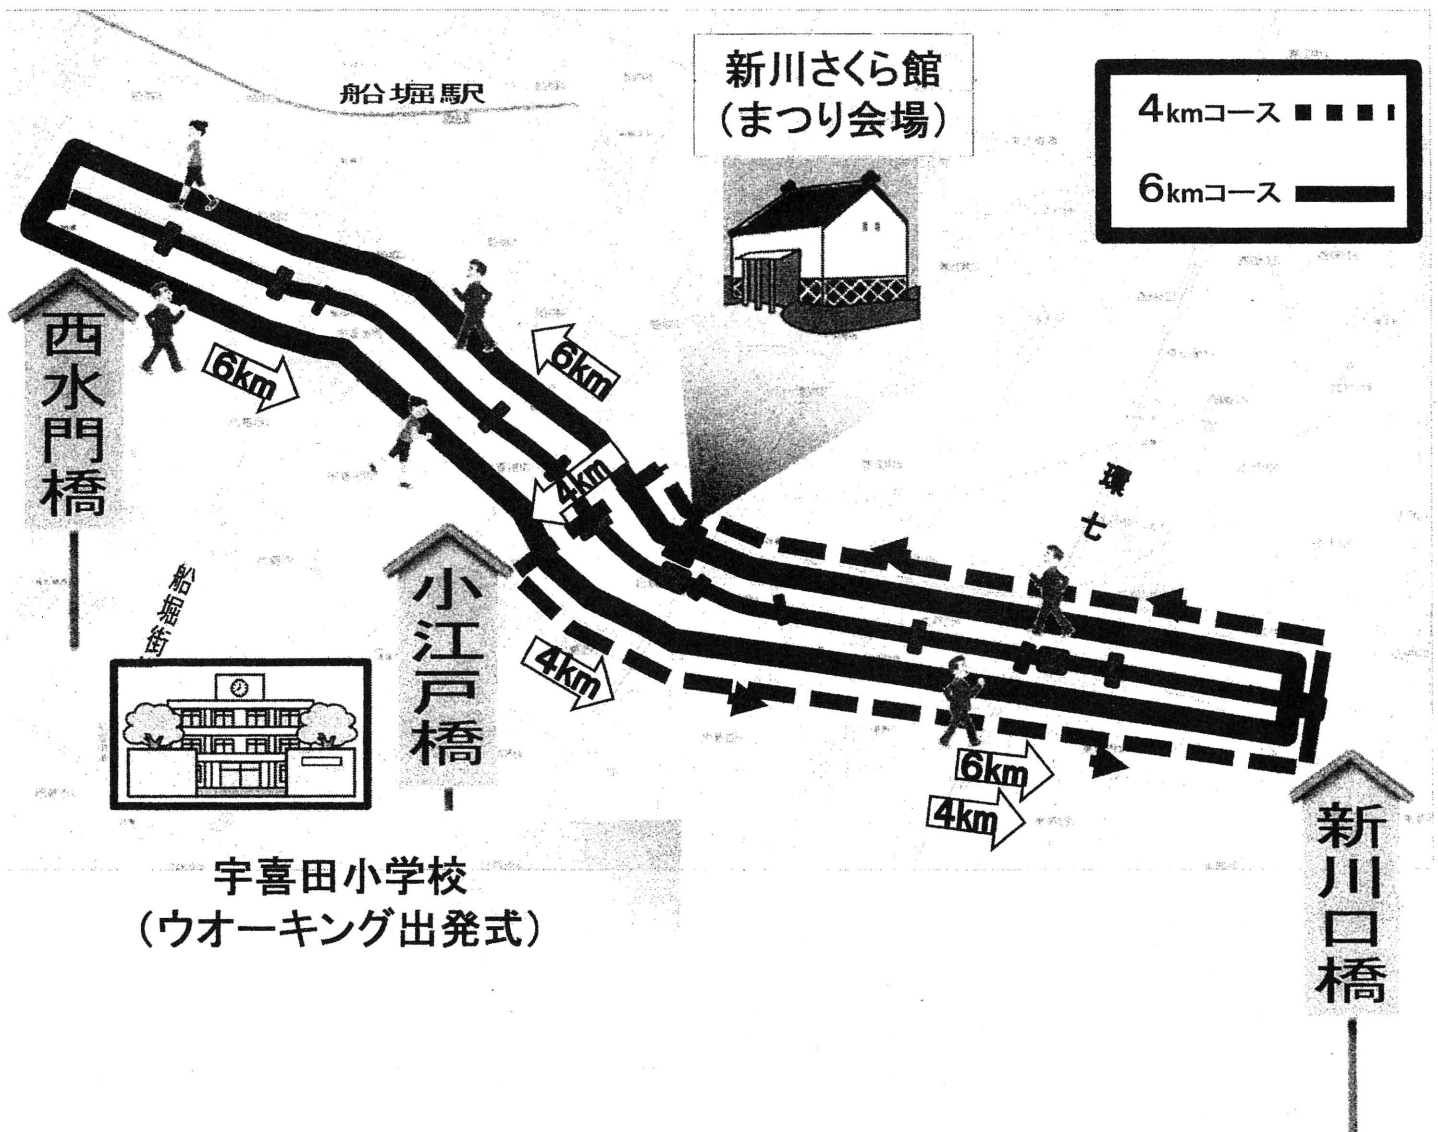 船堀駅
新川さくら館
(まつり会場)
4kmコース
6kmコース
西水門橋
6km
6km
4km
環七
船堀街
小江戸橋
4km
6km
4km
宇喜田小学校
(ウオーキング出発式)
新川口橋